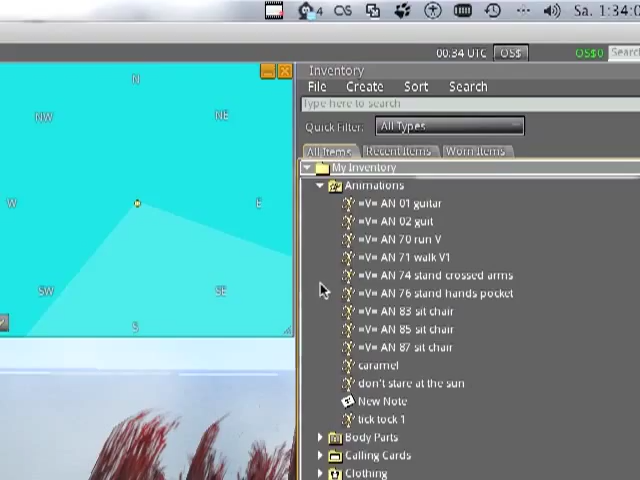 4 Sa. 1:34:0
00:34 UTC OS$ OS$0 Search
Inventory
File Create Sort Search
Type here to search
Quick Filter: All Types
All Items Recent Items Worn Items
My Inventory
Animations
=V= AN 01 guitar
=V= AN 02 guit
=V= AN 70 run V
=V= AN 71 walk V1
=V= AN 74 stand crossed arms
=V= AN 76 stand hands pocket
=V= AN 83 sit chair
=V= AN 85 sit chair
=V= AN 87 sit chair
caramel
don't stare at the sun
New Note
tick tock 1
Body Parts
Calling Cards
Clothing
N
NW NE
W E
SW SE
S